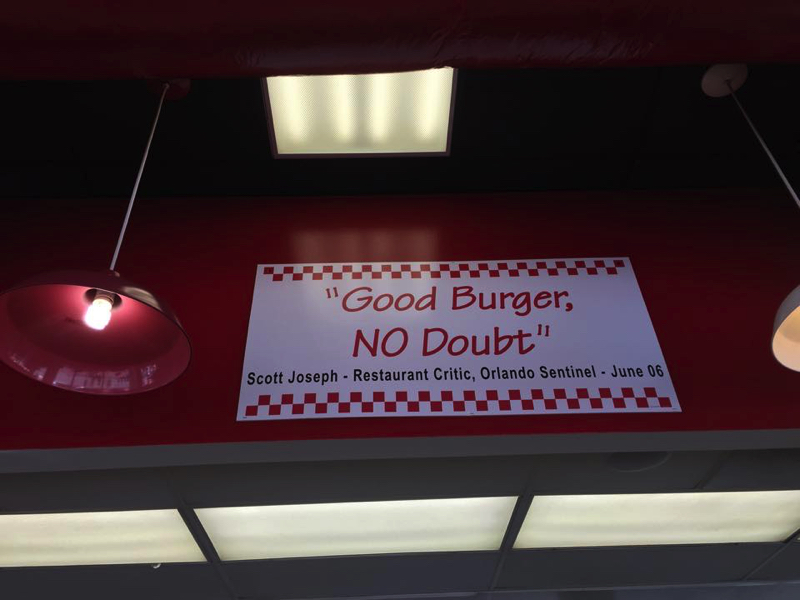 "Good Burger,
NO Doubt"
Scott Joseph - Restaurant Critic, Orlando Sentinel - June 06